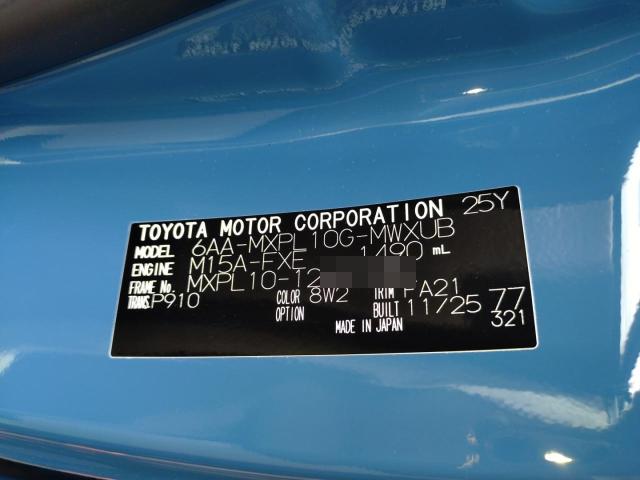 TOYOTA MOTOR CORPORATION 25Y
MODEL 6AA-MXPL10G-MWXUB
ENGINE M15A-FXE 1490 mL
FRAME No. MXPL10-12
TRANS. P910 COLOR 8W2 TRIM FA21
OPTION BUILT 11/25 77
MADE IN JAPAN 321